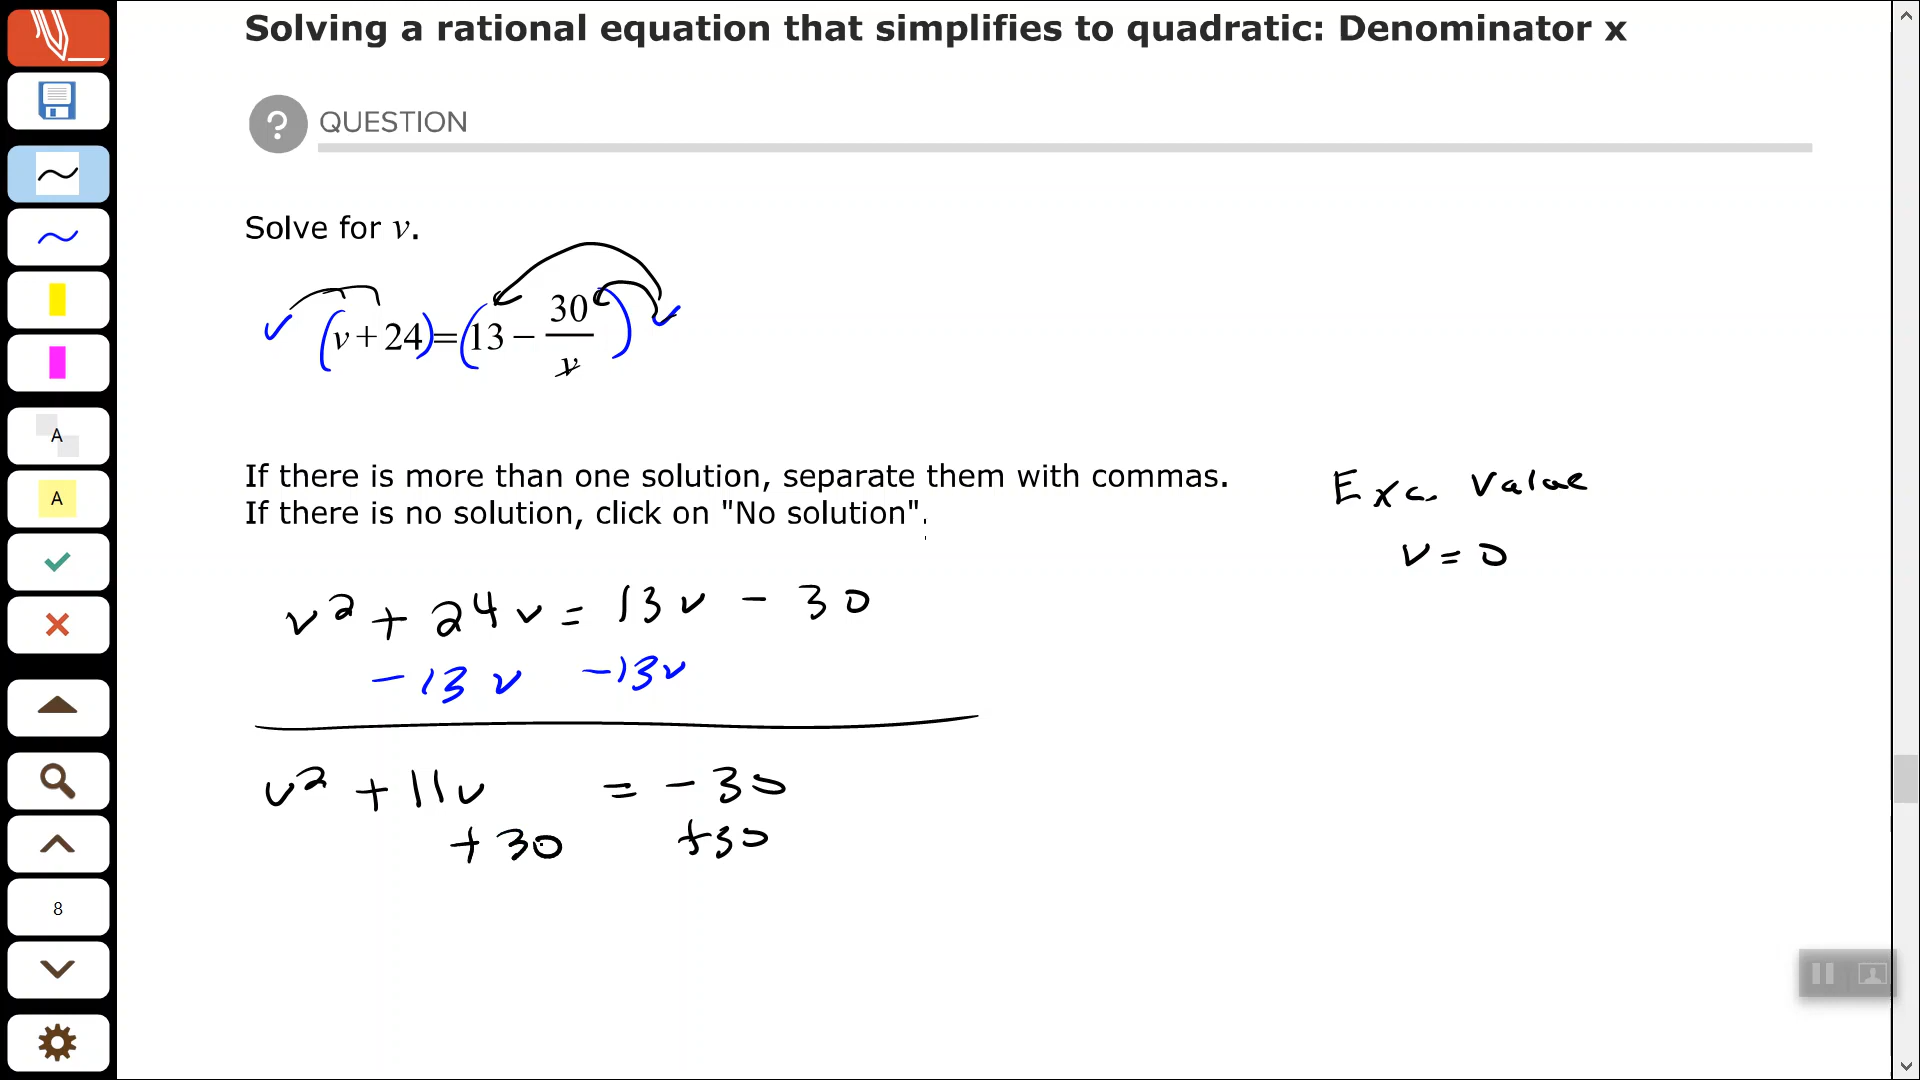 Solving a rational equation that simplifies to quadratic: Denominator x
? QUESTION
Solve for v.
v (v + 24) = (13 − 30/v) v
If there is more than one solution, separate them with commas.
If there is no solution, click on "No solution".
Exc. Value
v = 0
v² + 24v = 13v − 30
−13v −13v
v² + 11v = −30
+30 +30
A
A
8